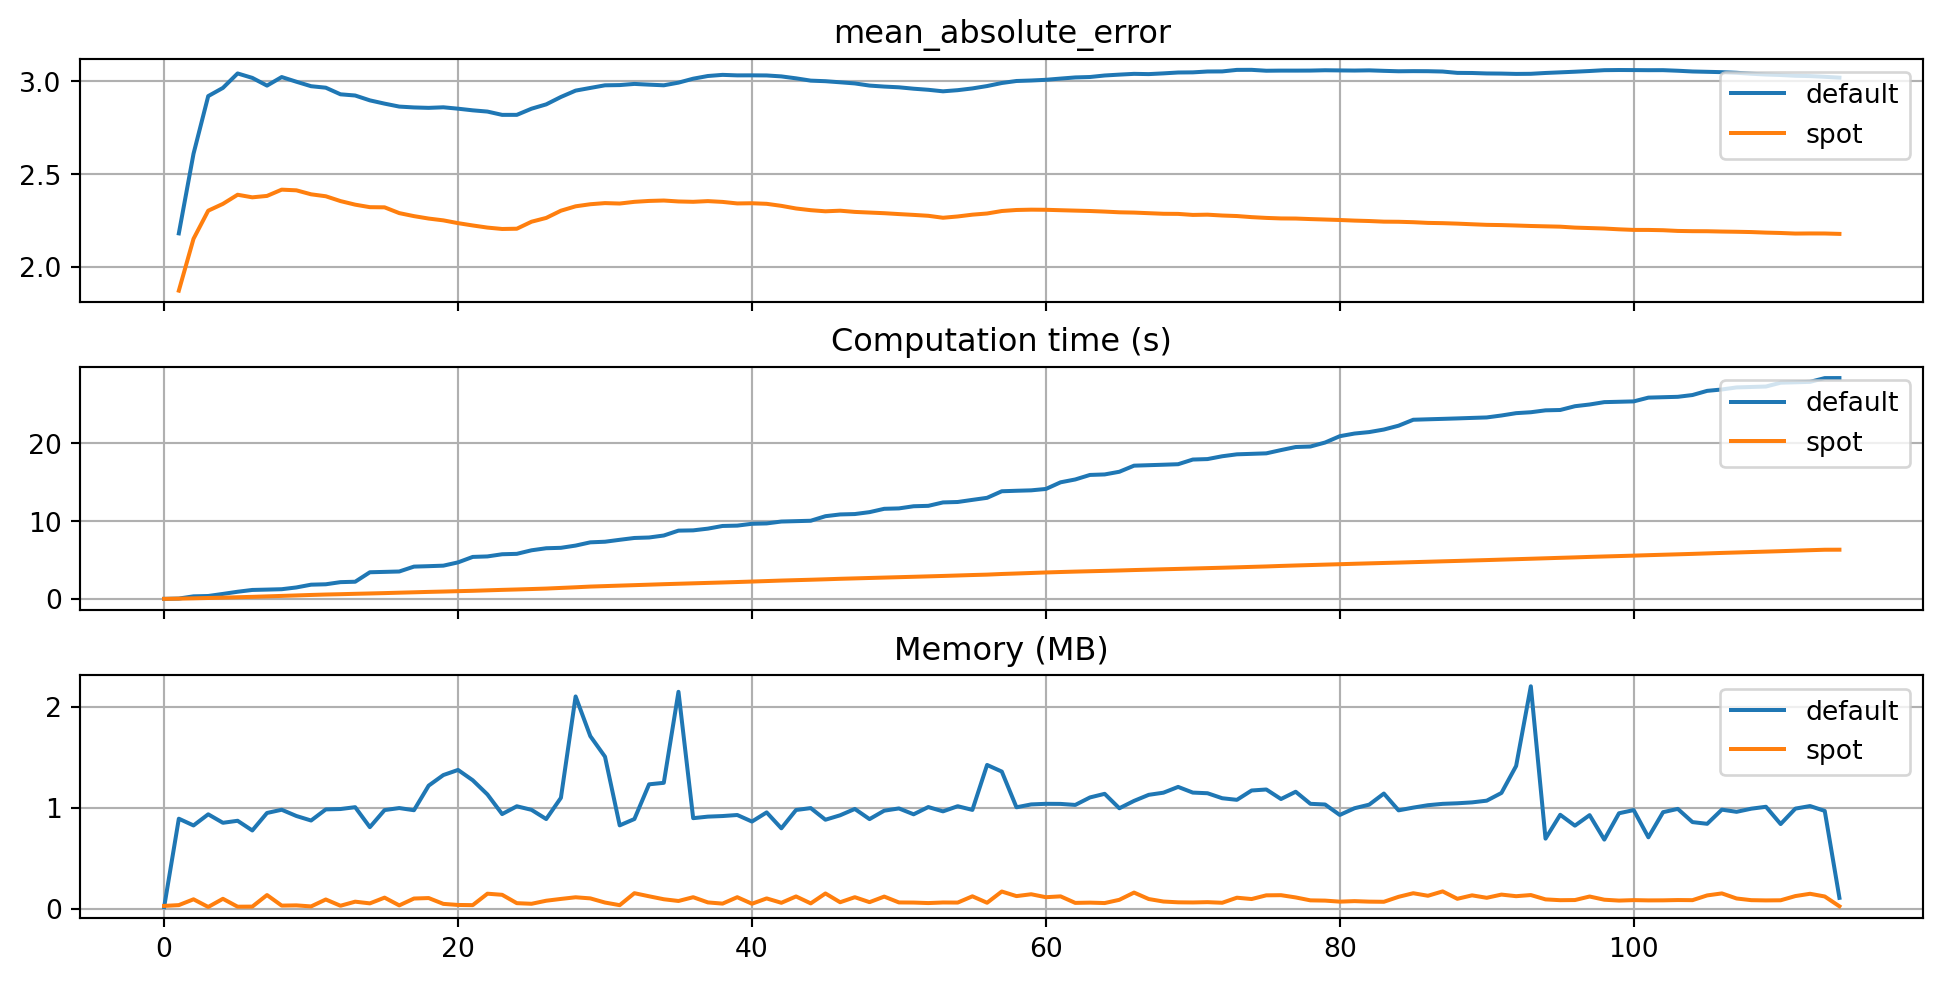 mean_absolute_error
3.0
2.5
2.0
default
spot
Computation time (s)
20
10
0
default
spot
Memory (MB)
2
1
0
default
spot
0 20 40 60 80 100